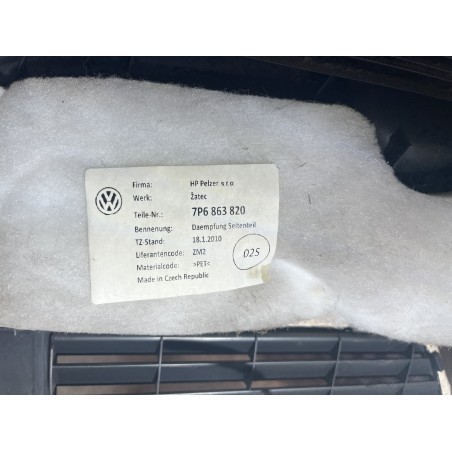 Firma: HP Pelzer s.r.o
Werk: Žatec
Teile-Nr.: 7P6 863 820
Bennenung: Daempfung Seitenteil
TZ-Stand: 18.1.2010
Liferantencode: ZM2
Materialcode: >PET<
Made in Czech Republic
025